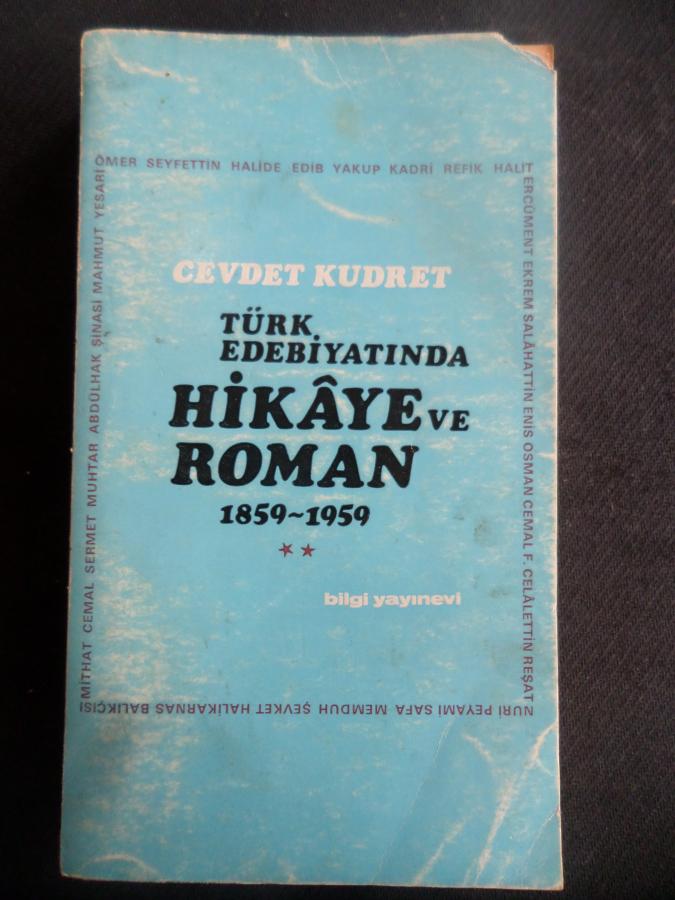 ÖMER SEYFETTİN HALİDE EDİB YAKUP KADRİ REFİK HALİT
ERCÜMENT EKREM SALÂHATTİN ENİS OSMAN CEMAL F. CELÂLETTİN REŞAT
NURİ PEYAMİ SAFA MEMDUH ŞEVKET HALİKARNAS BALIKÇISI
MİTHAT CEMAL SERMET MUHTAR ABDÜLHAK ŞİNASİ MAHMUT YESARİ
CEVDET KUDRET
TÜRK
EDEBİYATINDA
HİKÂYE VE
ROMAN
1859~1959
★★
bilgi yayınevi